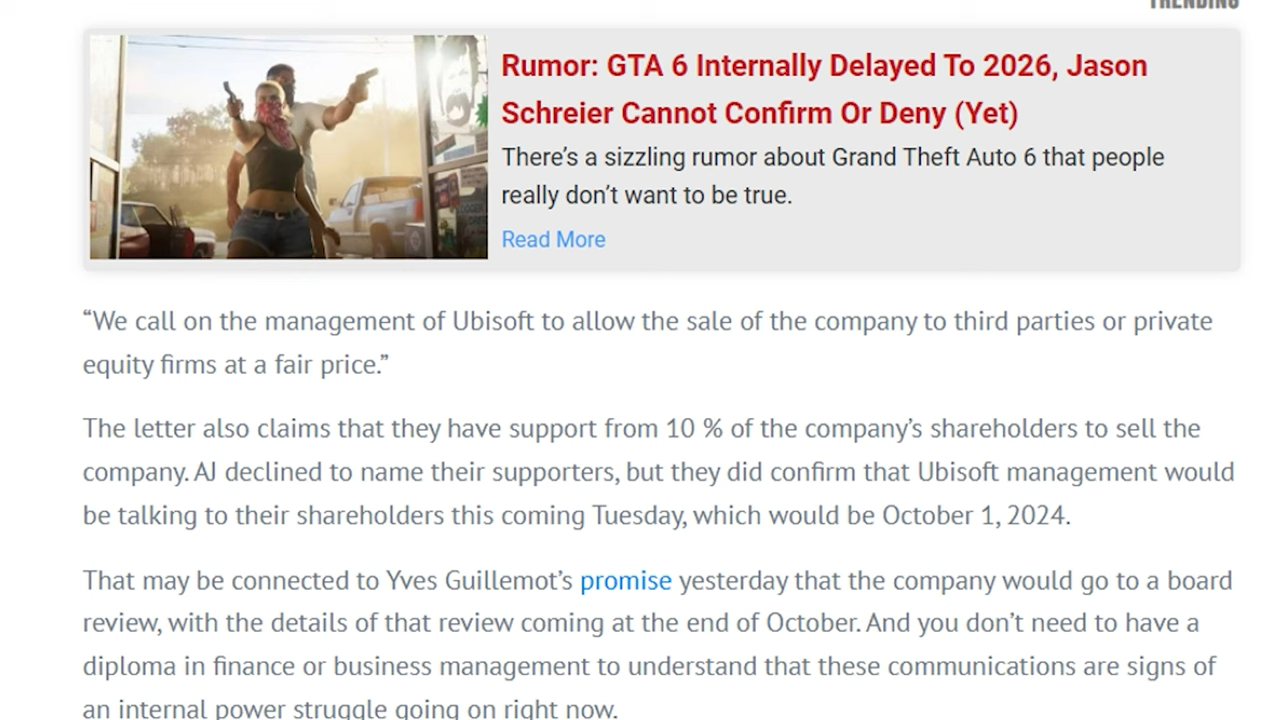 TRENDING
Rumor: GTA 6 Internally Delayed To 2026, Jason
Schreier Cannot Confirm Or Deny (Yet)
There’s a sizzling rumor about Grand Theft Auto 6 that people
really don’t want to be true.
Read More
“We call on the management of Ubisoft to allow the sale of the company to third parties or private
equity firms at a fair price.”
The letter also claims that they have support from 10 % of the company’s shareholders to sell the
company. AJ declined to name their supporters, but they did confirm that Ubisoft management would
be talking to their shareholders this coming Tuesday, which would be October 1, 2024.
That may be connected to Yves Guillemot’s promise yesterday that the company would go to a board
review, with the details of that review coming at the end of October. And you don’t need to have a
diploma in finance or business management to understand that these communications are signs of
an internal power struggle going on right now.